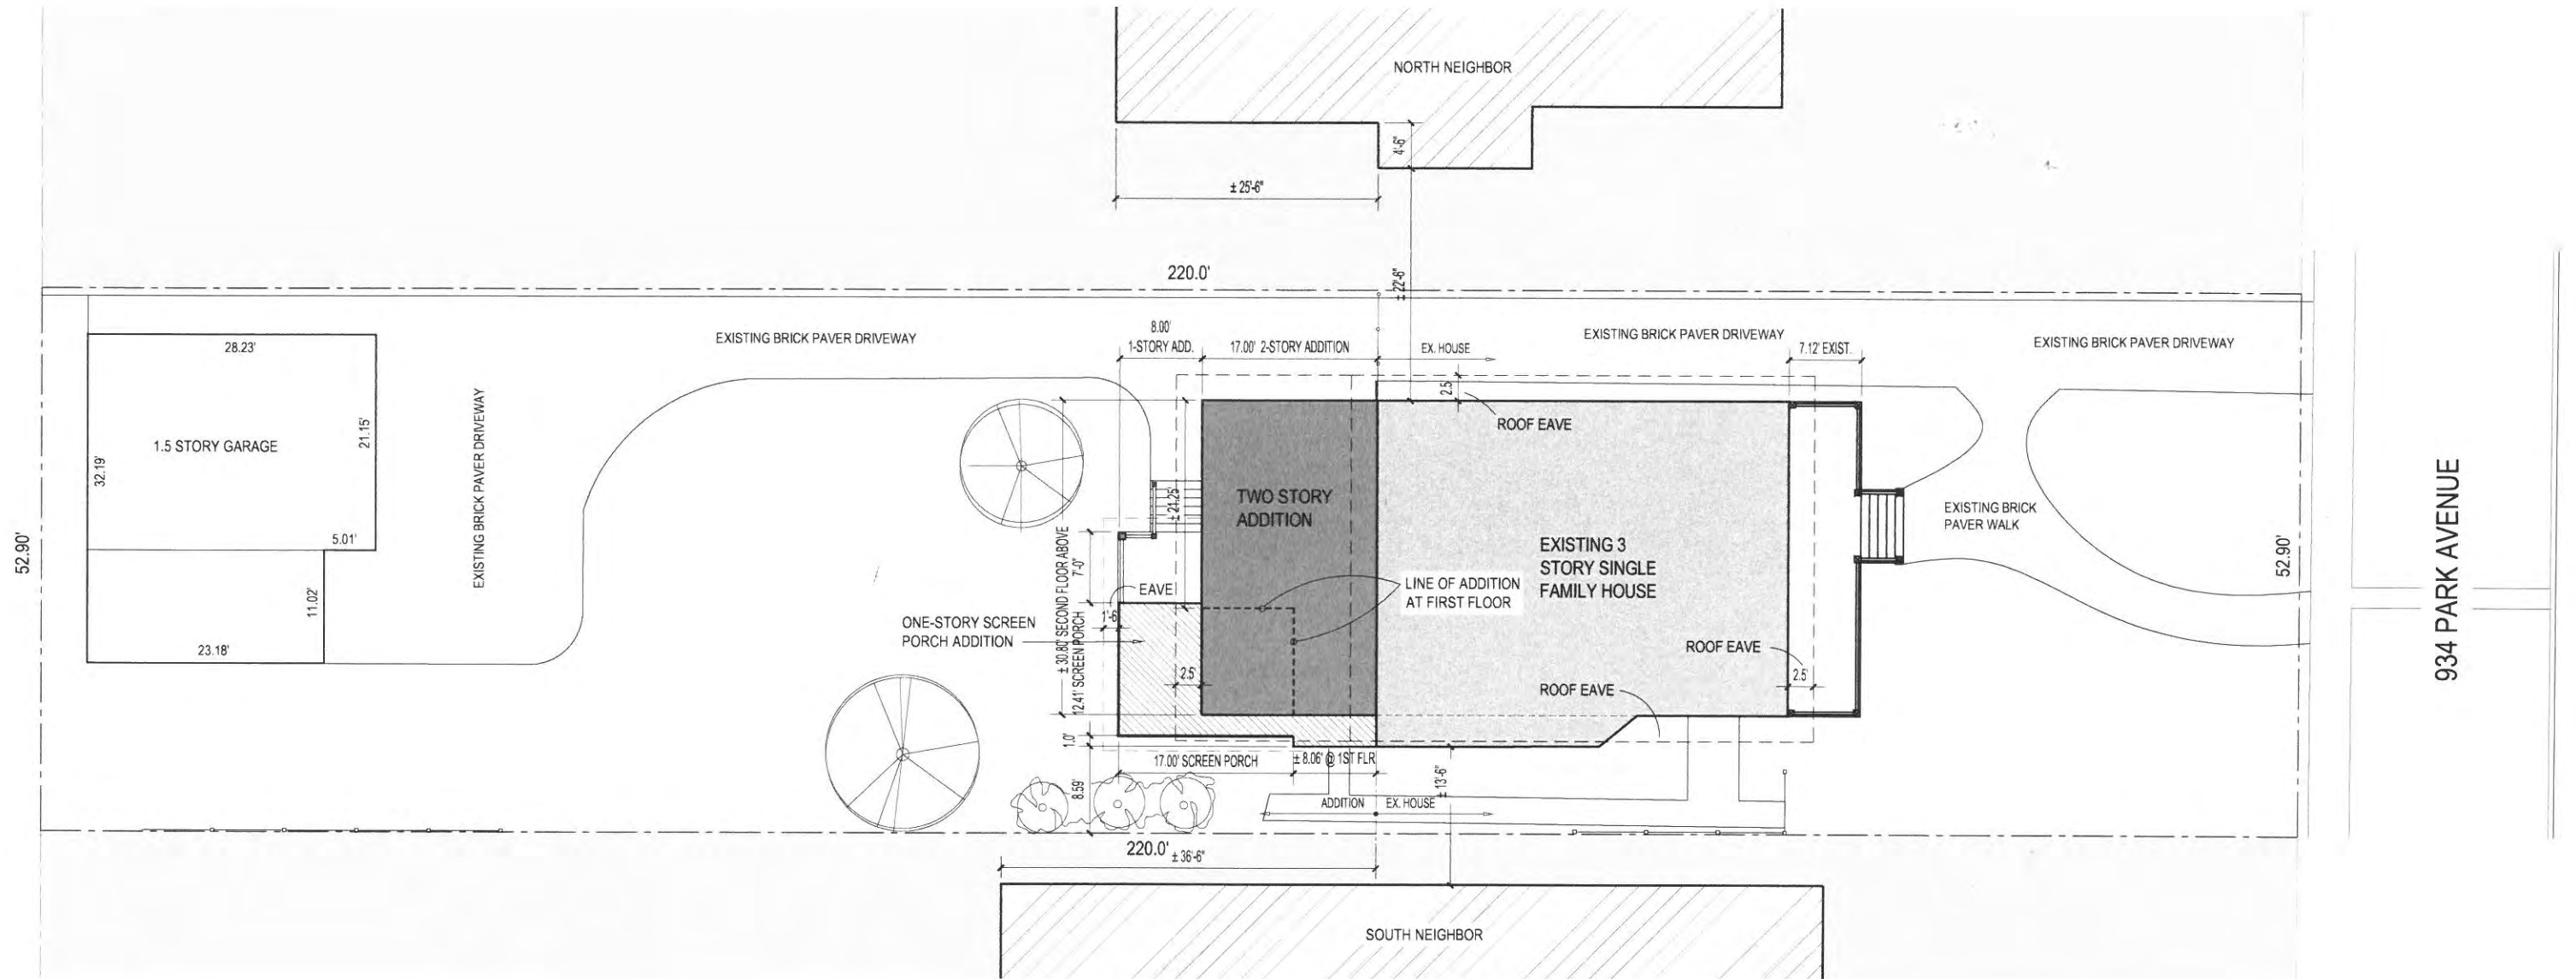 NORTH NEIGHBOR
4'-6"
± 25'-6"
220.0'
± 22'-6"
28.23'
EXISTING BRICK PAVER DRIVEWAY
8.00'
1-STORY ADD.
17.00' 2-STORY ADDITION
EX. HOUSE
EXISTING BRICK PAVER DRIVEWAY
7.12' EXIST.
EXISTING BRICK PAVER DRIVEWAY
2.5'
ROOF EAVE
1.5 STORY GARAGE
21.15'
32.19'
EXISTING BRICK PAVER DRIVEWAY
5.01'
11.02'
23.18'
52.90'
± 21.25'
TWO STORY
ADDITION
± 30.80' SECOND FLOOR ABOVE
7'-0"
12.41' SCREEN PORCH
EAVE
1'-6
ONE-STORY SCREEN
PORCH ADDITION
2.5'
LINE OF ADDITION
AT FIRST FLOOR
EXISTING 3
STORY SINGLE
FAMILY HOUSE
ROOF EAVE
2.5'
ROOF EAVE
EXISTING BRICK
PAVER WALK
52.90'
934 PARK AVENUE
1.0'
17.00' SCREEN PORCH
± 8.06' @ 1ST FLR
8.59'
ADDITION
EX. HOUSE
± 13'-6"
220.0'
± 36'-6"
SOUTH NEIGHBOR